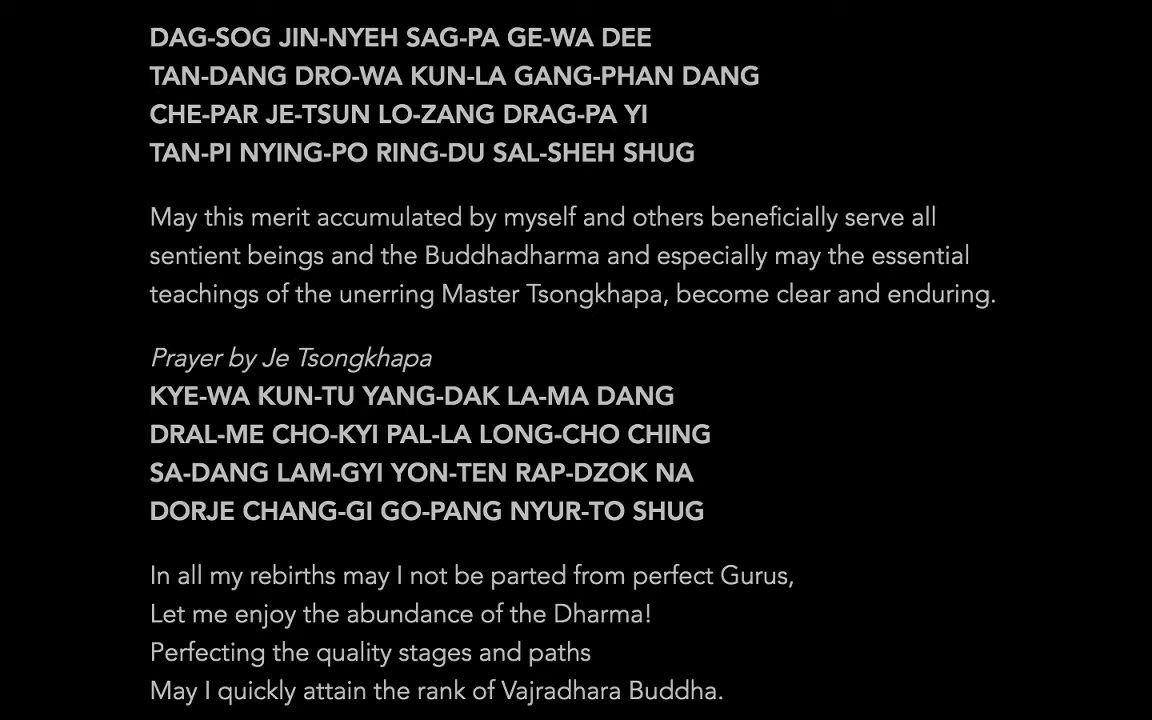 DAG-SOG JIN-NYEH SAG-PA GE-WA DEE
TAN-DANG DRO-WA KUN-LA GANG-PHAN DANG
CHE-PAR JE-TSUN LO-ZANG DRAG-PA YI
TAN-PI NYING-PO RING-DU SAL-SHEH SHUG
May this merit accumulated by myself and others beneficially serve all
sentient beings and the Buddhadharma and especially may the essential
teachings of the unerring Master Tsongkhapa, become clear and enduring.
Prayer by Je Tsongkhapa
KYE-WA KUN-TU YANG-DAK LA-MA DANG
DRAL-ME CHO-KYI PAL-LA LONG-CHO CHING
SA-DANG LAM-GYI YON-TEN RAP-DZOK NA
DORJE CHANG-GI GO-PANG NYUR-TO SHUG
In all my rebirths may I not be parted from perfect Gurus,
Let me enjoy the abundance of the Dharma!
Perfecting the quality stages and paths
May I quickly attain the rank of Vajradhara Buddha.